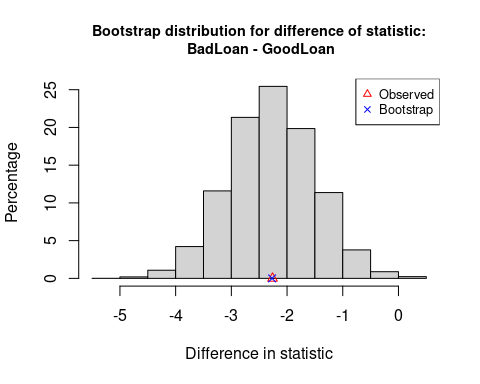 Bootstrap distribution for difference of statistic:
BadLoan - GoodLoan
Observed
Bootstrap
Percentage
25
20
15
10
5
0
-5 -4 -3 -2 -1 0
Difference in statistic